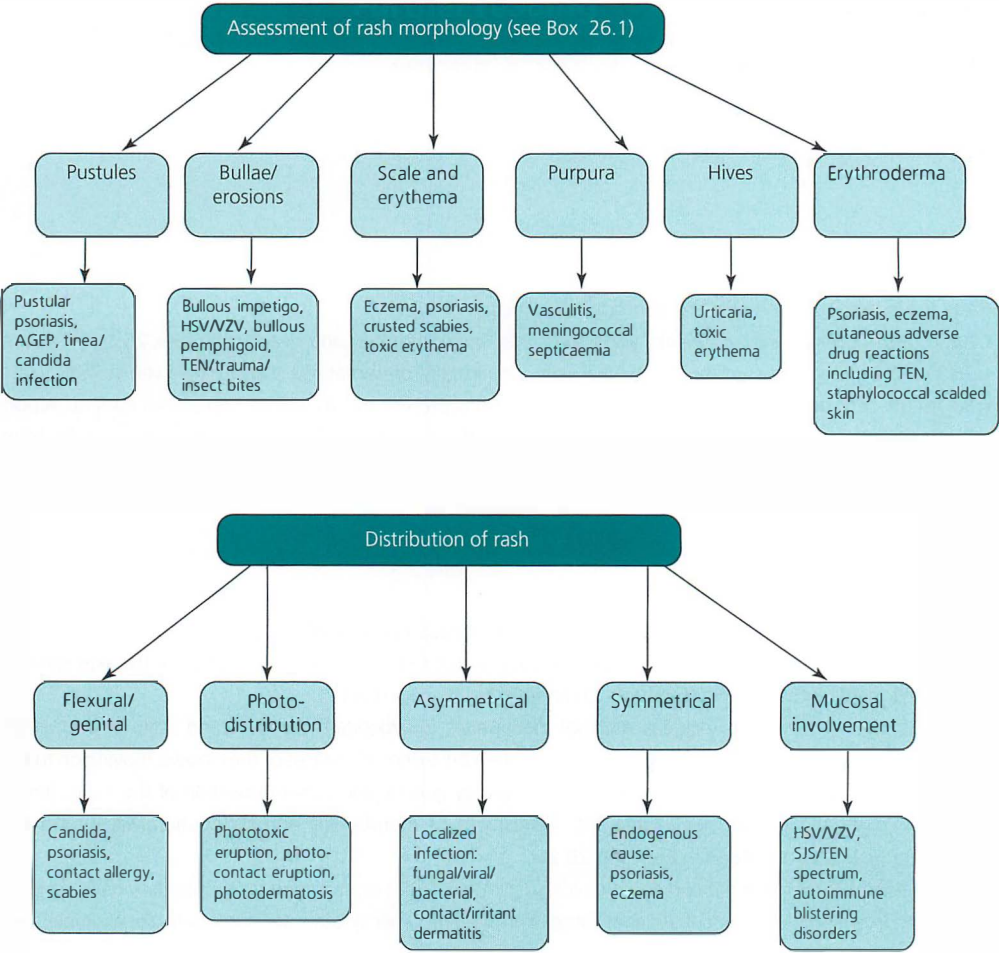 Assessment of rash morphology (see Box 26.1)
Pustules
Bullae/
erosions
Scale and
erythema
Purpura
Hives
Erythroderma
Pustular
psoriasis,
AGEP, tinea/
candida
infection
Bullous impetigo,
HSV/VZV, bullous
pemphigoid,
TEN/trauma/
insect bites
Eczema, psoriasis,
crusted scabies,
toxic erythema
Vasculitis,
meningococcal
septicaemia
Urticaria,
toxic
erythema
Psoriasis, eczema,
cutaneous adverse
drug reactions
including TEN,
staphylococcal scalded
skin
Distribution of rash
Flexural/
genital
Photo-
distribution
Asymmetrical
Symmetrical
Mucosal
involvement
Candida,
psoriasis,
contact allergy,
scabies
Phototoxic
eruption, photo-
contact eruption,
photodermatosis
Localized
infection:
fungal/viral/
bacterial,
contact/irritant
dermatitis
Endogenous
cause:
psoriasis,
eczema
HSV/VZV,
SJS/TEN
spectrum,
autoimmune
blistering
disorders